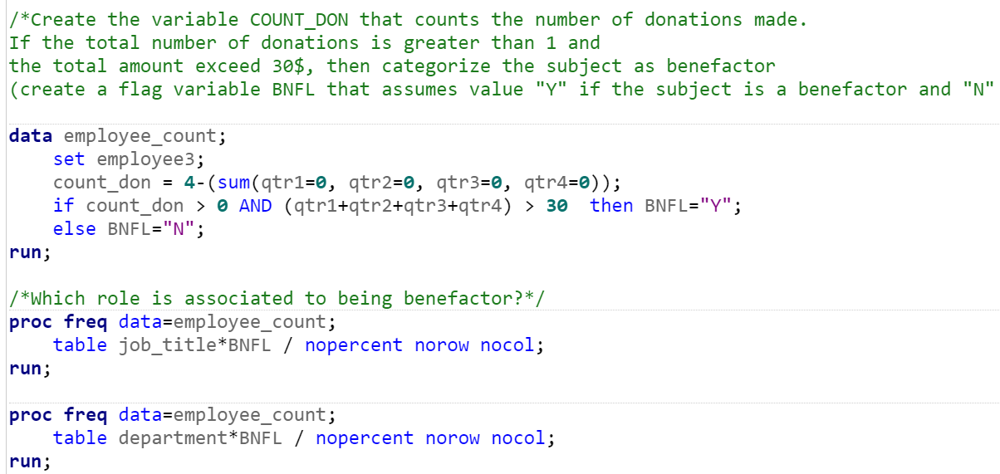 /*Create the variable COUNT_DON that counts the number of donations made.
If the total number of donations is greater than 1 and
the total amount exceed 30$, then categorize the subject as benefactor
(create a flag variable BNFL that assumes value "Y" if the subject is a benefactor and "N"
data employee_count;
set employee3;
count_don = 4-(sum(qtr1=0, qtr2=0, qtr3=0, qtr4=0));
if count_don > 0 AND (qtr1+qtr2+qtr3+qtr4) > 30  then BNFL="Y";
else BNFL="N";
run;
/*Which role is associated to being benefactor?*/
proc freq data=employee_count;
table job_title*BNFL / nopercent norow nocol;
run;
proc freq data=employee_count;
table department*BNFL / nopercent norow nocol;
run;